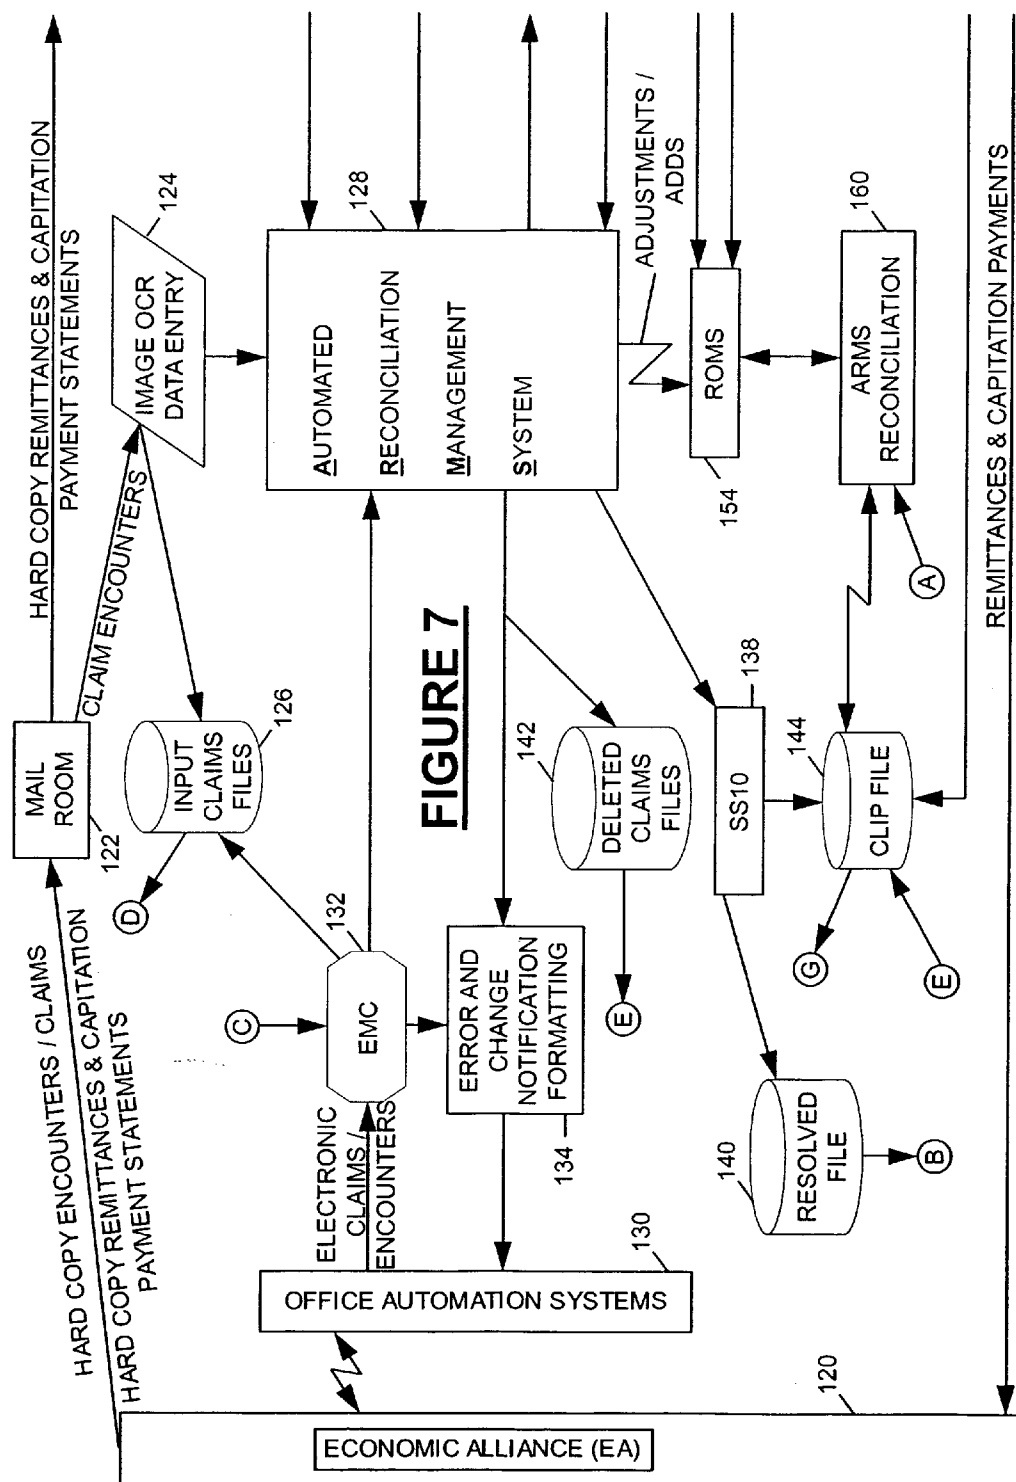 HARD COPY REMITTANCES & CAPITATION
PAYMENT STATEMENTS
124
IMAGE OCR
DATA ENTRY
CLAIM ENCOUNTERS
MAIL
ROOM
122
HARD COPY ENCOUNTERS / CLAIMS
HARD COPY REMITTANCES & CAPITATION
PAYMENT STATEMENTS
126
INPUT
CLAIMS
FILES
D
128
AUTOMATED
RECONCILIATION
MANAGEMENT
SYSTEM
C
132
EMC
ELECTRONIC
CLAIMS /
ENCOUNTERS
FIGURE 7
ERROR AND
CHANGE
NOTIFICATION
FORMATTING
134
130
OFFICE AUTOMATION SYSTEMS
142
DELETED
CLAIMS
FILES
E
ADJUSTMENTS /
ADDS
ROMS
154
160
ARMS
RECONCILIATION
A
138
SS10
144
CLIP FILE
G
E
140
RESOLVED
FILE
B
REMITTANCES & CAPITATION PAYMENTS
120
ECONOMIC ALLIANCE (EA)